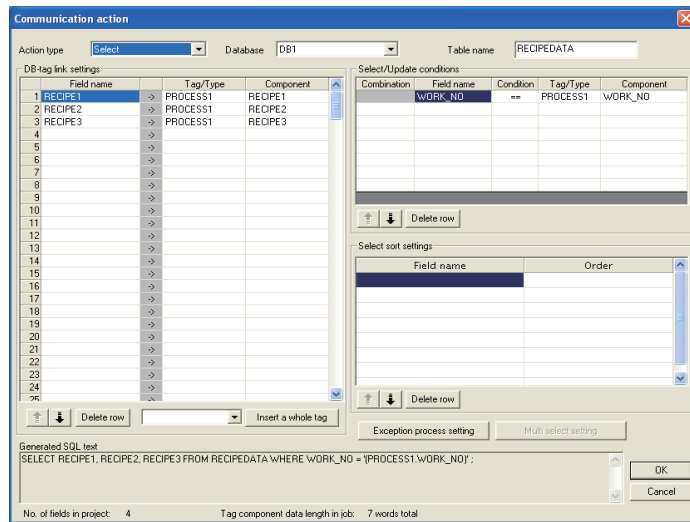 Communication action
Action type Select Database DB1 Table name RECIPEDATA
DB-tag link settings
Field name Tag/Type Component
1 RECIPE1 -> PROCESS1 RECIPE1
2 RECIPE2 -> PROCESS1 RECIPE2
3 RECIPE3 -> PROCESS1 RECIPE3
4 ->
5 ->
6 ->
7 ->
8 ->
9 ->
10 ->
11 ->
12 ->
13 ->
14 ->
15 ->
16 ->
17 ->
18 ->
19 ->
20 ->
21 ->
22 ->
23 ->
24 ->
25 ->
Delete row Insert a whole tag
Select/Update conditions
Combination Field name Condition Tag/Type Component
WORK_NO == PROCESS1 WORK_NO
Delete row
Select sort settings
Field name Order
Delete row
Exception process setting Multi select setting
Generated SQL text
SELECT RECIPE1, RECIPE2, RECIPE3 FROM RECIPEDATA WHERE WORK_NO = '[PROCESS1.WORK_NO]' ;
OK
Cancel
No. of fields in project: 4 Tag component data length in job: 7 words total